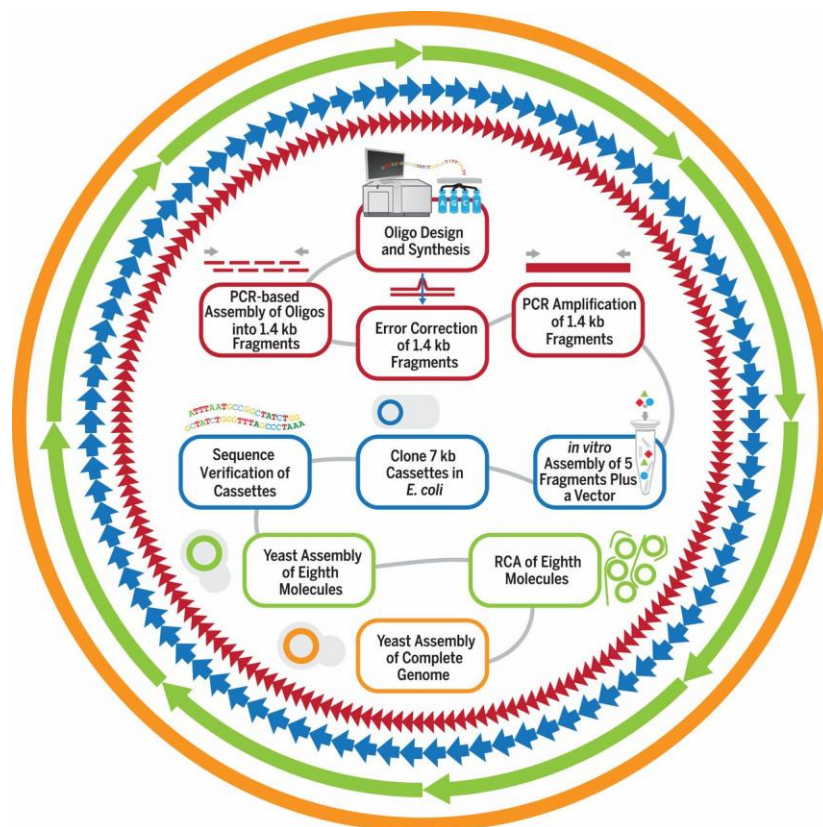 A G C T
Oligo Design
and Synthesis
PCR-based
Assembly of Oligos
into 1.4 kb
Fragments
Error Correction
of 1.4 kb
Fragments
PCR Amplification
of 1.4 kb
Fragments
ATTTAATGCCGGCTATCTGG
GCTATCTGGGTTTAGCCCTAAA
Sequence
Verification of
Cassettes
Clone 7 kb
Cassettes in
E. coli
in vitro
Assembly of 5
Fragments Plus
a Vector
Yeast Assembly
of Eighth
Molecules
RCA of Eighth
Molecules
Yeast Assembly
of Complete
Genome